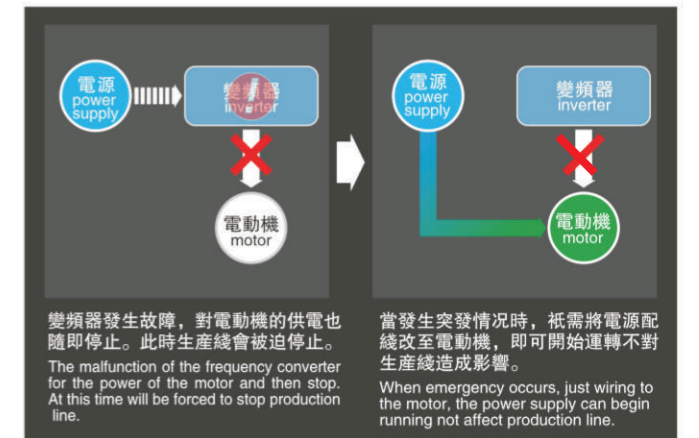 電源
power
supply
變頻器
inverter
電動機
motor
變頻器發生故障，對電動機的供電也
隨即停止。此時生産綫會被迫停止。
The malfunction of the frequency converter
for the power of the motor and then stop.
At this time will be forced to stop production
line.
電源
power
supply
變頻器
inverter
電動機
motor
當發生突發情況時，衹需將電源配
綫改至電動機，即可開始運轉不對
生産綫造成影響。
When emergency occurs, just wiring to
the motor, the power supply can begin
running not affect production line.